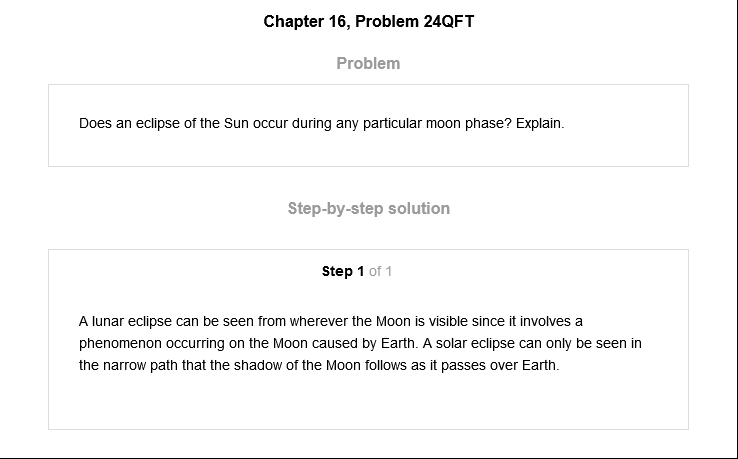 Chapter 16, Problem 24QFT
Problem
Does an eclipse of the Sun occur during any particular moon phase? Explain.
Step-by-step solution
Step 1 of 1
A lunar eclipse can be seen from wherever the Moon is visible since it involves a
phenomenon occurring on the Moon caused by Earth. A solar eclipse can only be seen in
the narrow path that the shadow of the Moon follows as it passes over Earth.